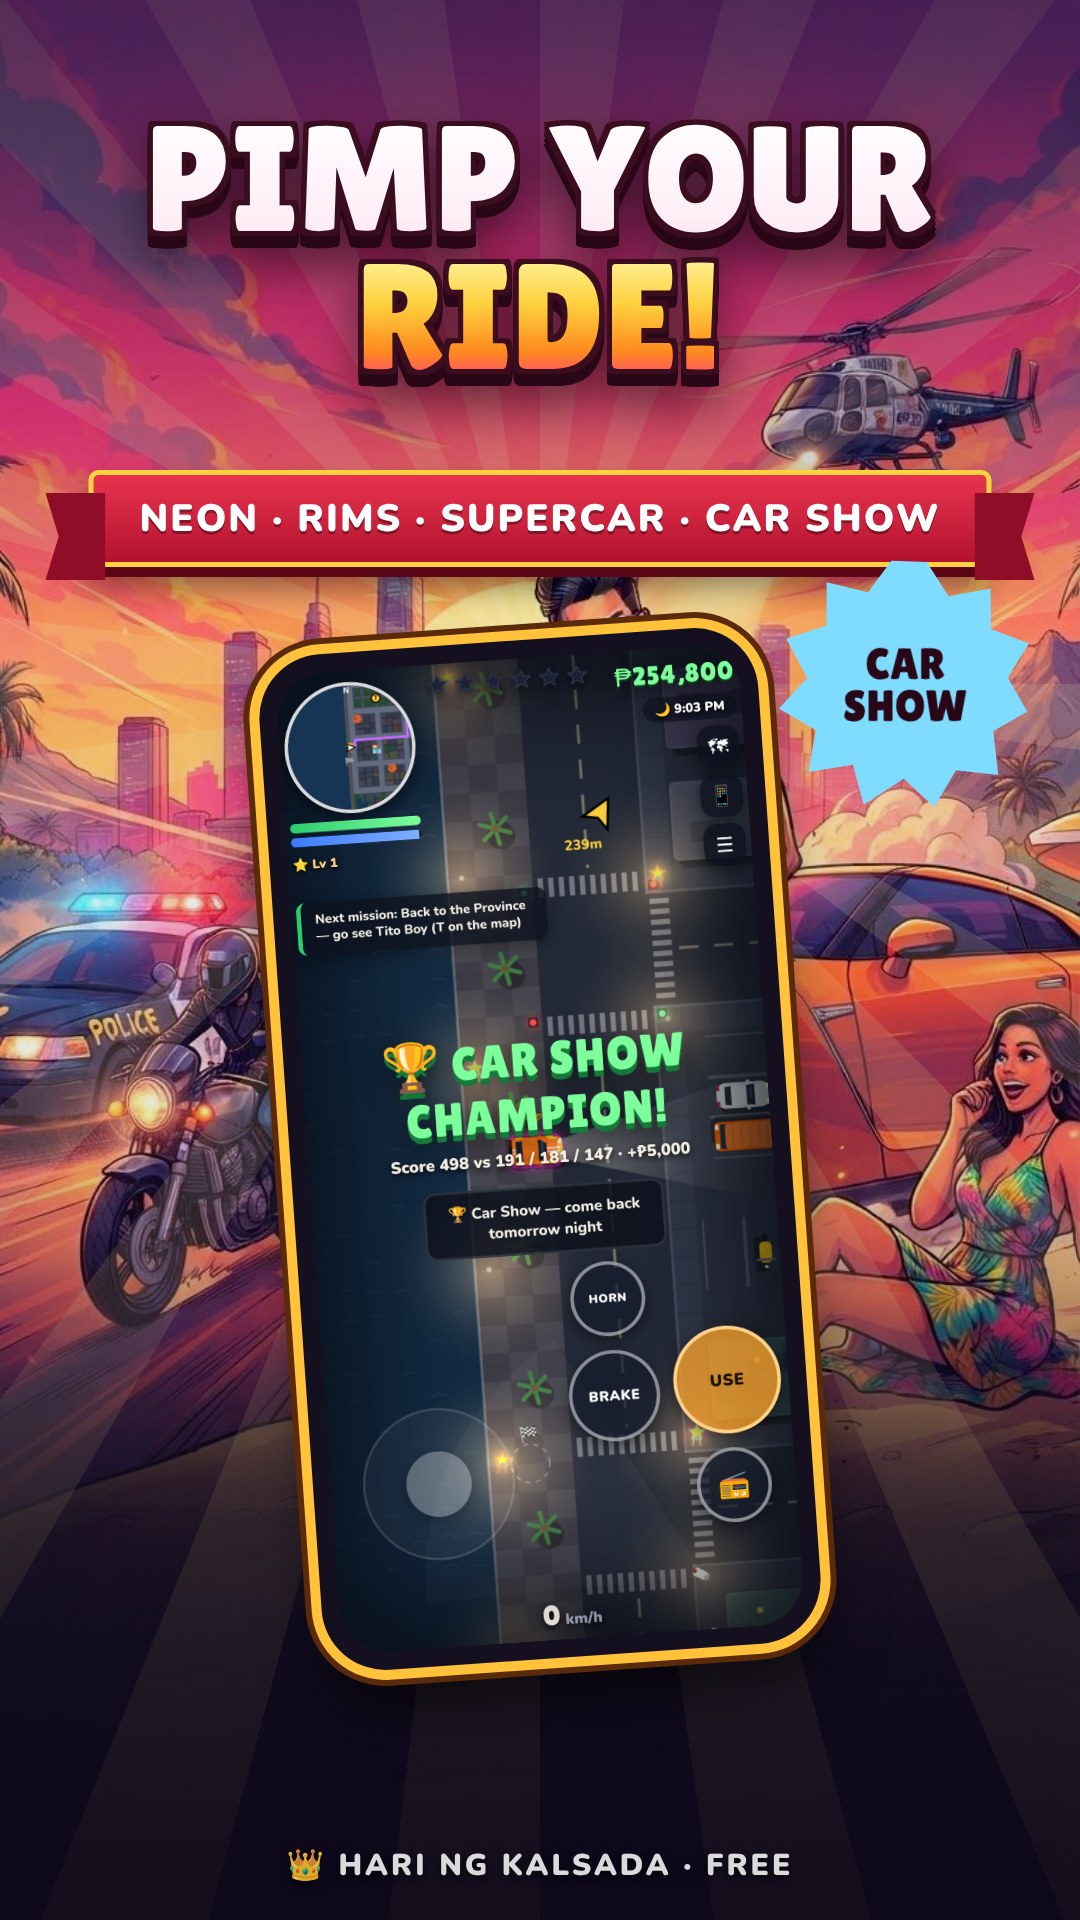 PIMP YOUR
RIDE!
NEON · RIMS · SUPERCAR · CAR SHOW
CAR
SHOW
₱254,800
🌙 9:03 PM
N
239m
⭐ Lv 1
Next mission: Back to the Province
— go see Tito Boy (T on the map)
POLICE
🏆 CAR SHOW
CHAMPION!
Score 498 vs 191 / 181 / 147 · +₱5,000
🏆 Car Show — come back
tomorrow night
HORN
BRAKE
USE
0 km/h
👑 HARI NG KALSADA · FREE